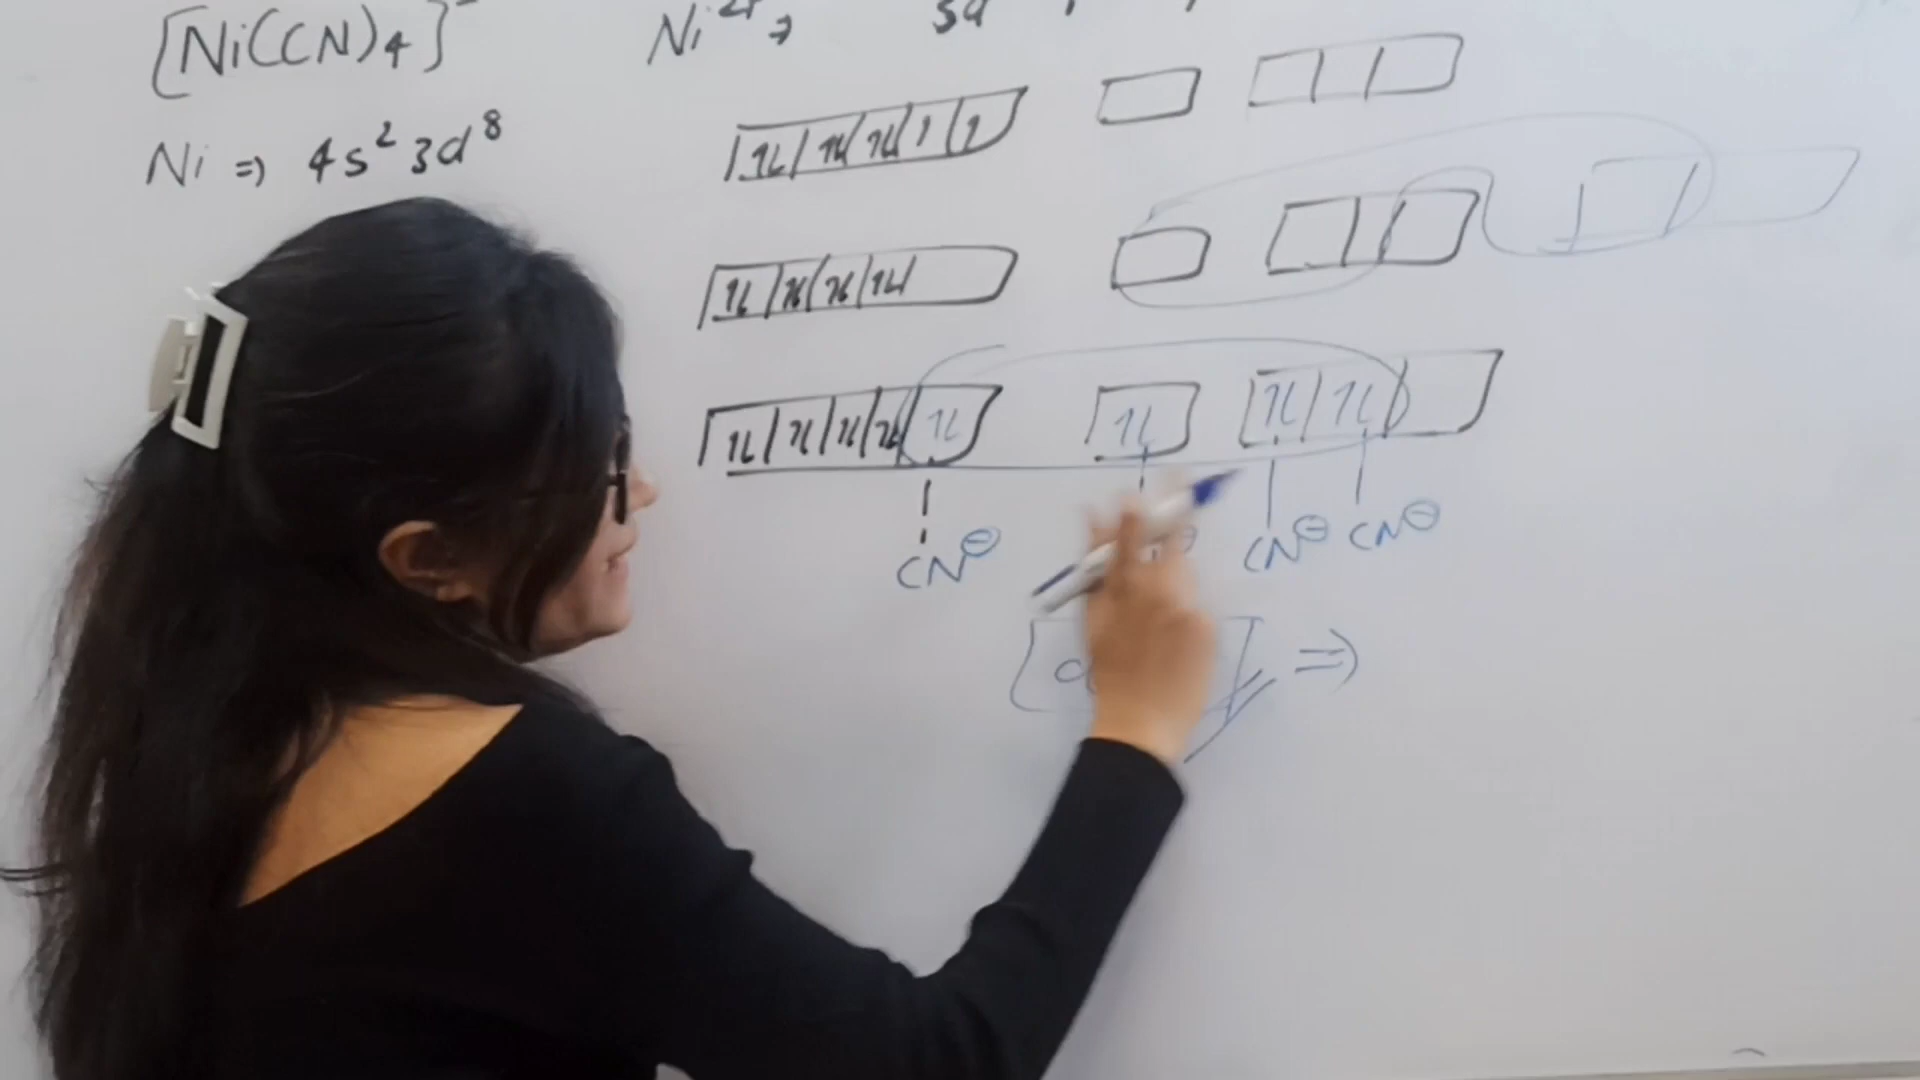 [Ni(CN)4]
Ni2+ ⇒ 3d
Ni ⇒ 4s² 3d⁸
CN⊖ CN⊖ CN⊖
⇒